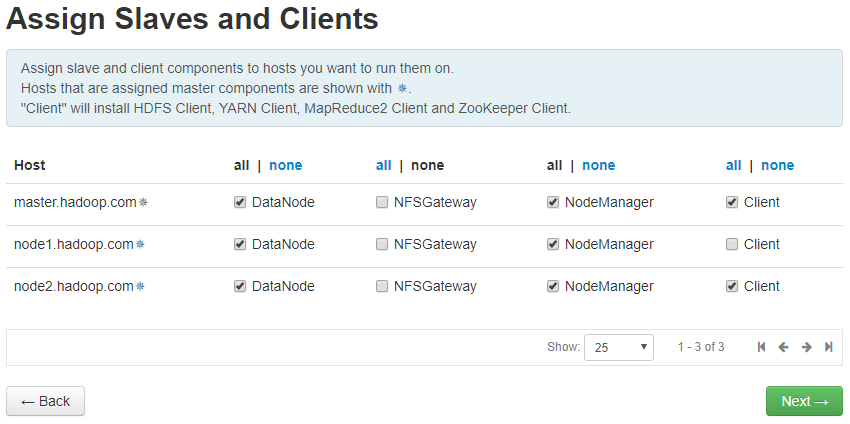 Assign Slaves and Clients
Assign slave and client components to hosts you want to run them on.
Hosts that are assigned master components are shown with ✵.
"Client" will install HDFS Client, YARN Client, MapReduce2 Client and ZooKeeper Client.
Host all | none all | none all | none all | none
master.hadoop.com✵ DataNode NFSGateway NodeManager Client
node1.hadoop.com✵ DataNode NFSGateway NodeManager Client
node2.hadoop.com✵ DataNode NFSGateway NodeManager Client
Show: 25 1 - 3 of 3
← Back Next →